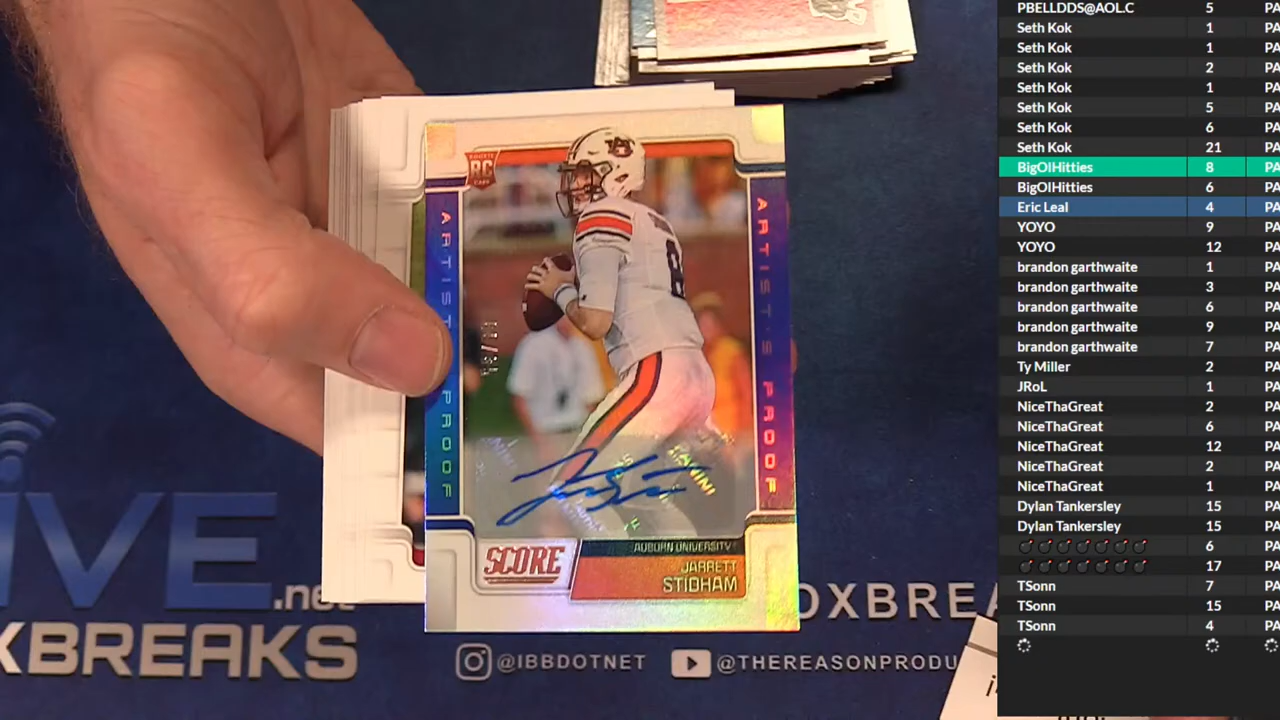 PBELLDDS@AOL.C 5 PA
Seth Kok 1 PA
Seth Kok 1 PA
Seth Kok 2 PA
Seth Kok 1 PA
Seth Kok 5 PA
Seth Kok 6 PA
Seth Kok 21 PA
BigOlHitties 8 PA
BigOlHitties 6 PA
Eric Leal 4 PA
YOYO 9 PA
YOYO 12 PA
brandon garthwaite 1 PA
brandon garthwaite 3 PA
brandon garthwaite 6 PA
brandon garthwaite 9 PA
brandon garthwaite 7 PA
Ty Miller 2 PA
JRoL 1 PA
NiceThaGreat 2 PA
NiceThaGreat 6 PA
NiceThaGreat 12 PA
NiceThaGreat 2 PA
NiceThaGreat 1 PA
Dylan Tankersley 15 PA
Dylan Tankersley 15 PA
6 PA
17 PA
TSonn 7 PA
TSonn 15 PA
TSonn 4 PA
RC
ARTIST'S PROOF
ARTIST'S PROOF
8
PANINI
SCORE
AUBURN UNIVERSITY
JARRETT
STIDHAM
iVE.net
XBREAKS
OXBREA
@IBBDOTNET
@THEREASONPRODU